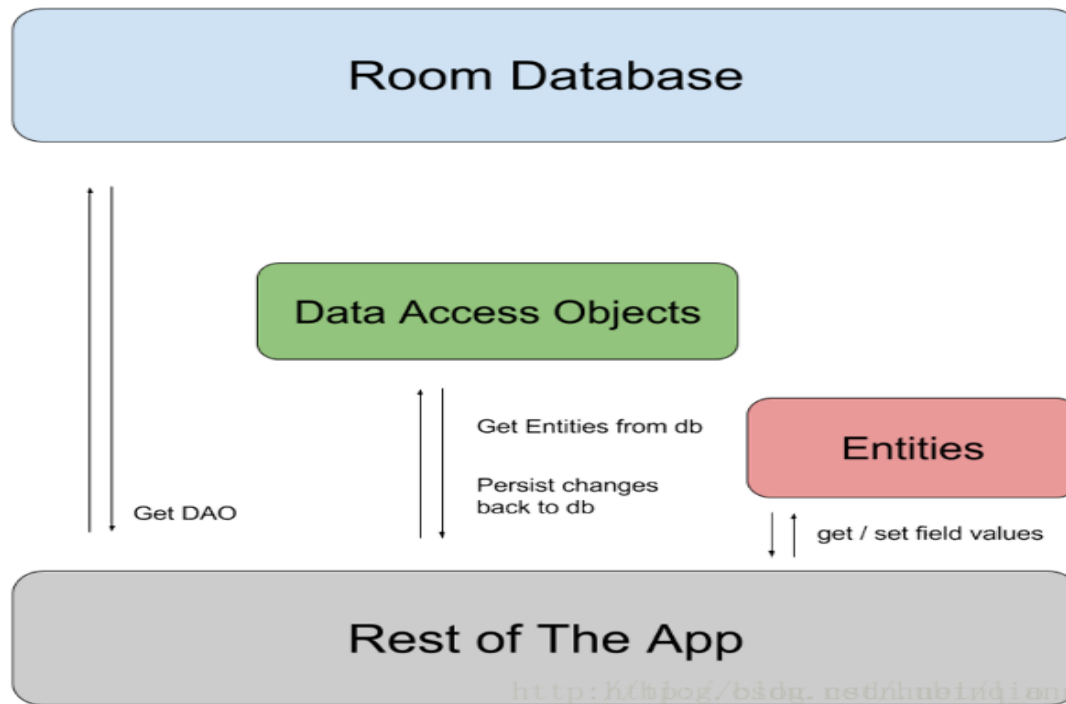 Room Database
Data Access Objects
Get Entities from db
Entities
Persist changes
back to db
Get DAO
get / set field values
Rest of The App